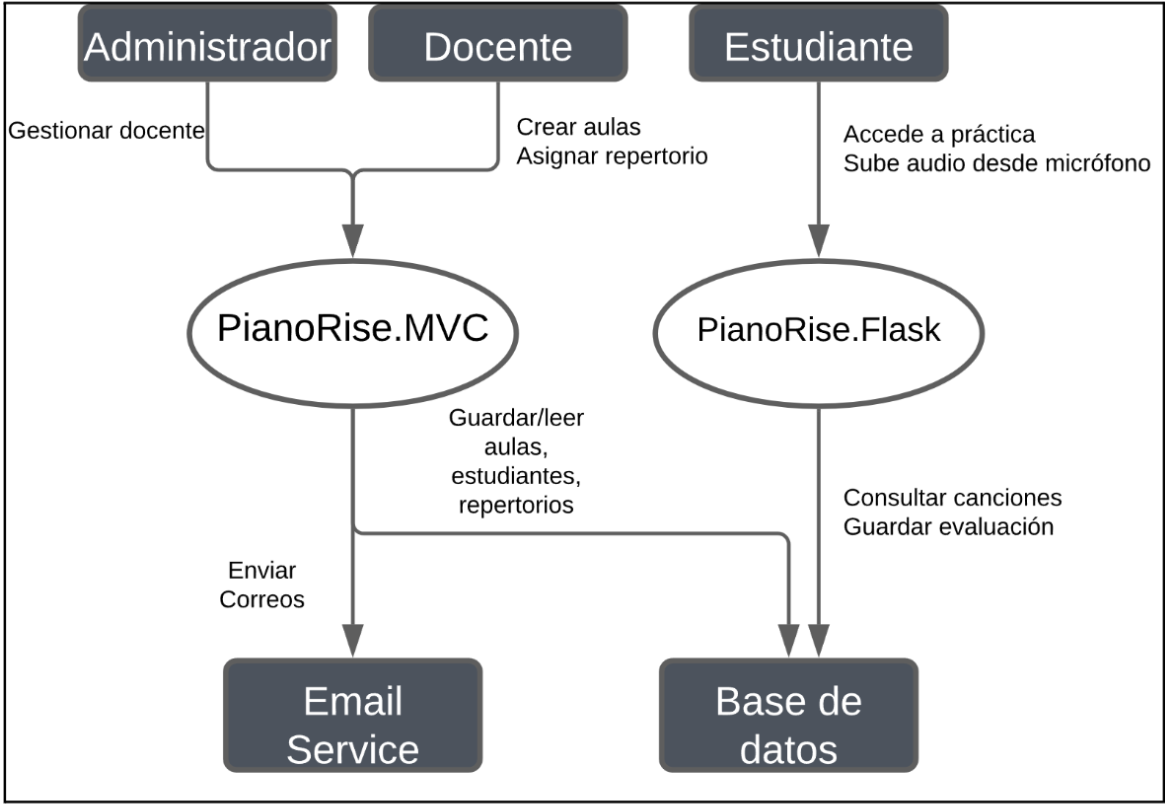 Administrador
Docente
Estudiante
Gestionar docente
Crear aulas
Asignar repertorio
Accede a práctica
Sube audio desde micrófono
PianoRise.MVC
PianoRise.Flask
Guardar/leer
aulas,
estudiantes,
repertorios
Consultar canciones
Guardar evaluación
Enviar
Correos
Email
Service
Base de
datos